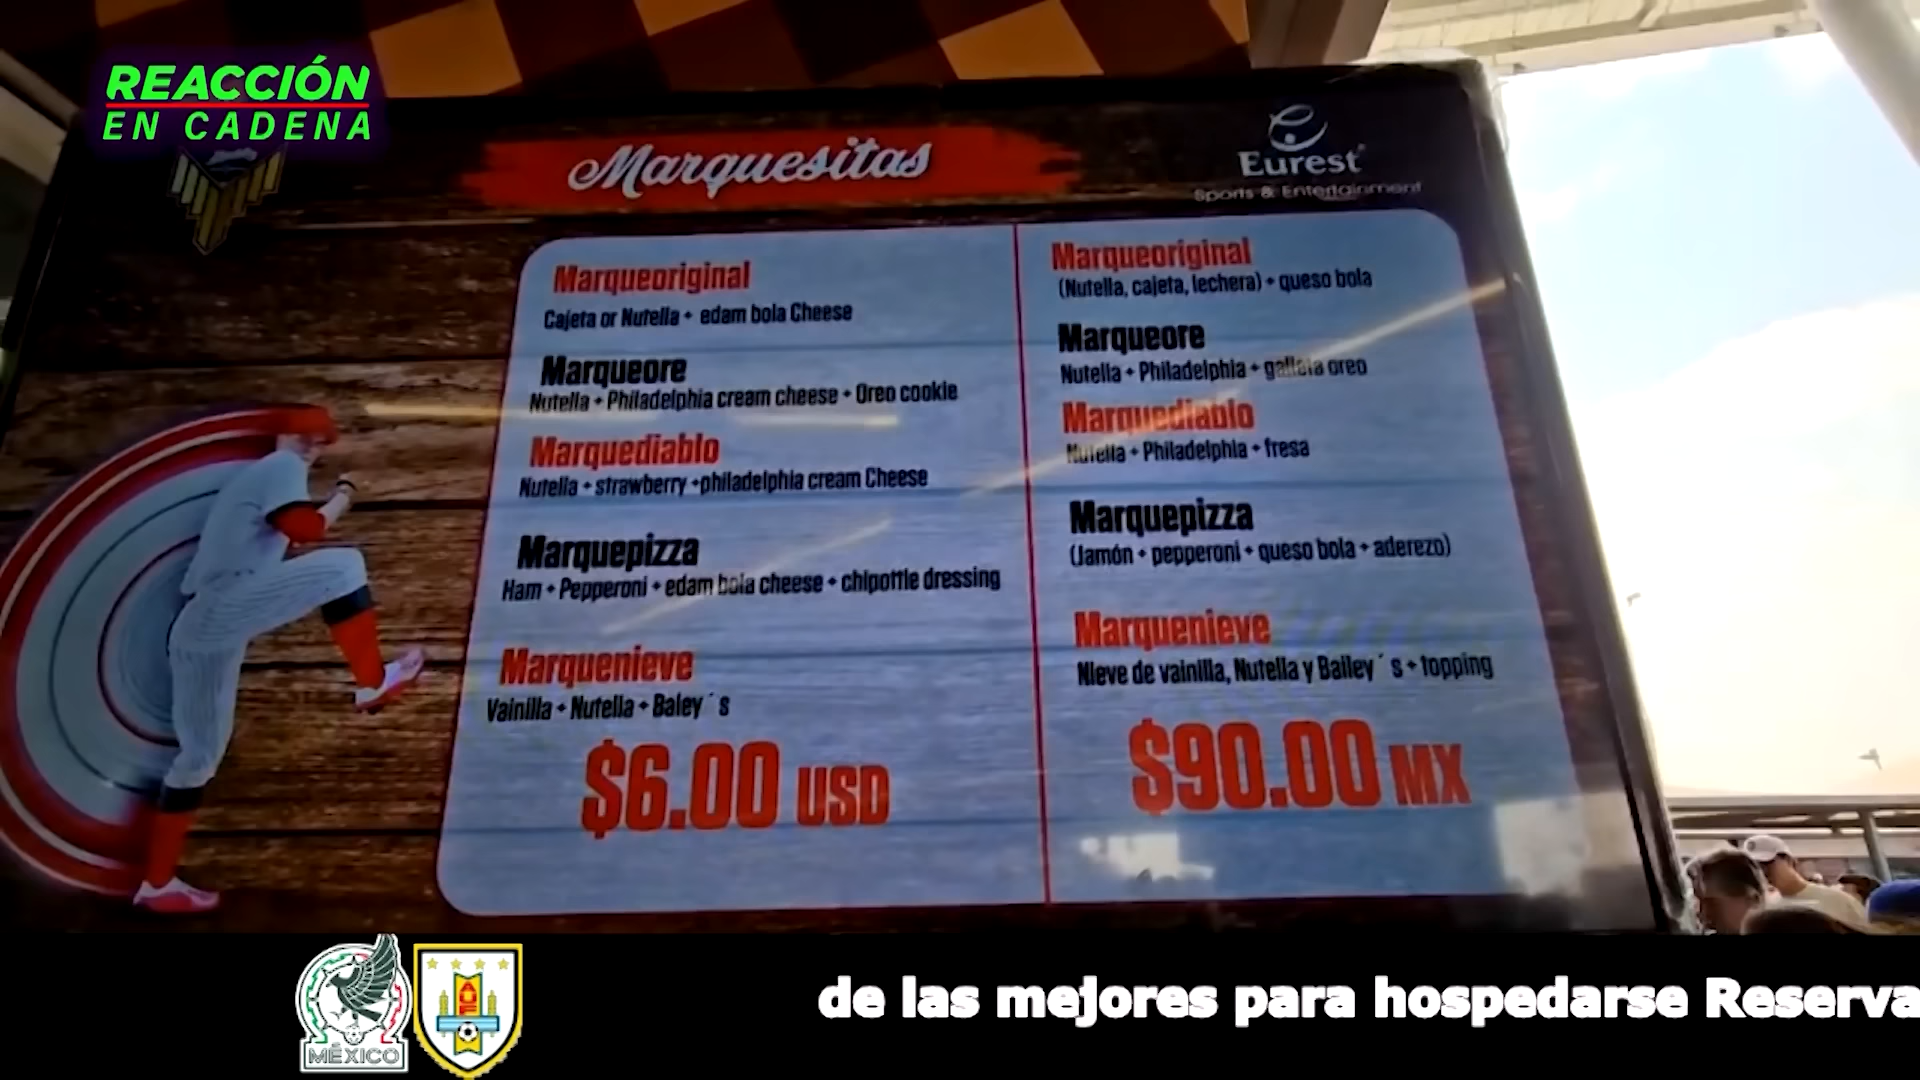 REACCIÓN
EN CADENA
Marquesitas
Eurest
Sports & Entertainment
Marqueoriginal
Cajeta or Nutella + edam bola Cheese
Marqueore
Nutella + Philadelphia cream cheese + Oreo cookie
Marquediablo
Nutella + strawberry +philadelphia cream Cheese
Marquepizza
Ham + Pepperoni + edam bola cheese + chipottle dressing
Marquenieve
Vainilla + Nutella + Baley´s
$6.00 USD
Marqueoriginal
(Nutella, cajeta, lechera) + queso bola
Marqueore
Nutella + Philadelphia + galleta oreo
Marquediablo
Nutella + Philadelphia + fresa
Marquepizza
(Jamón + pepperoni + queso bola + aderezo)
Marquenieve
Nieve de vainilla, Nutella y Bailey´s + topping
$90.00 MX
MÉXICO
AUF
de las mejores para hospedarse Reserva